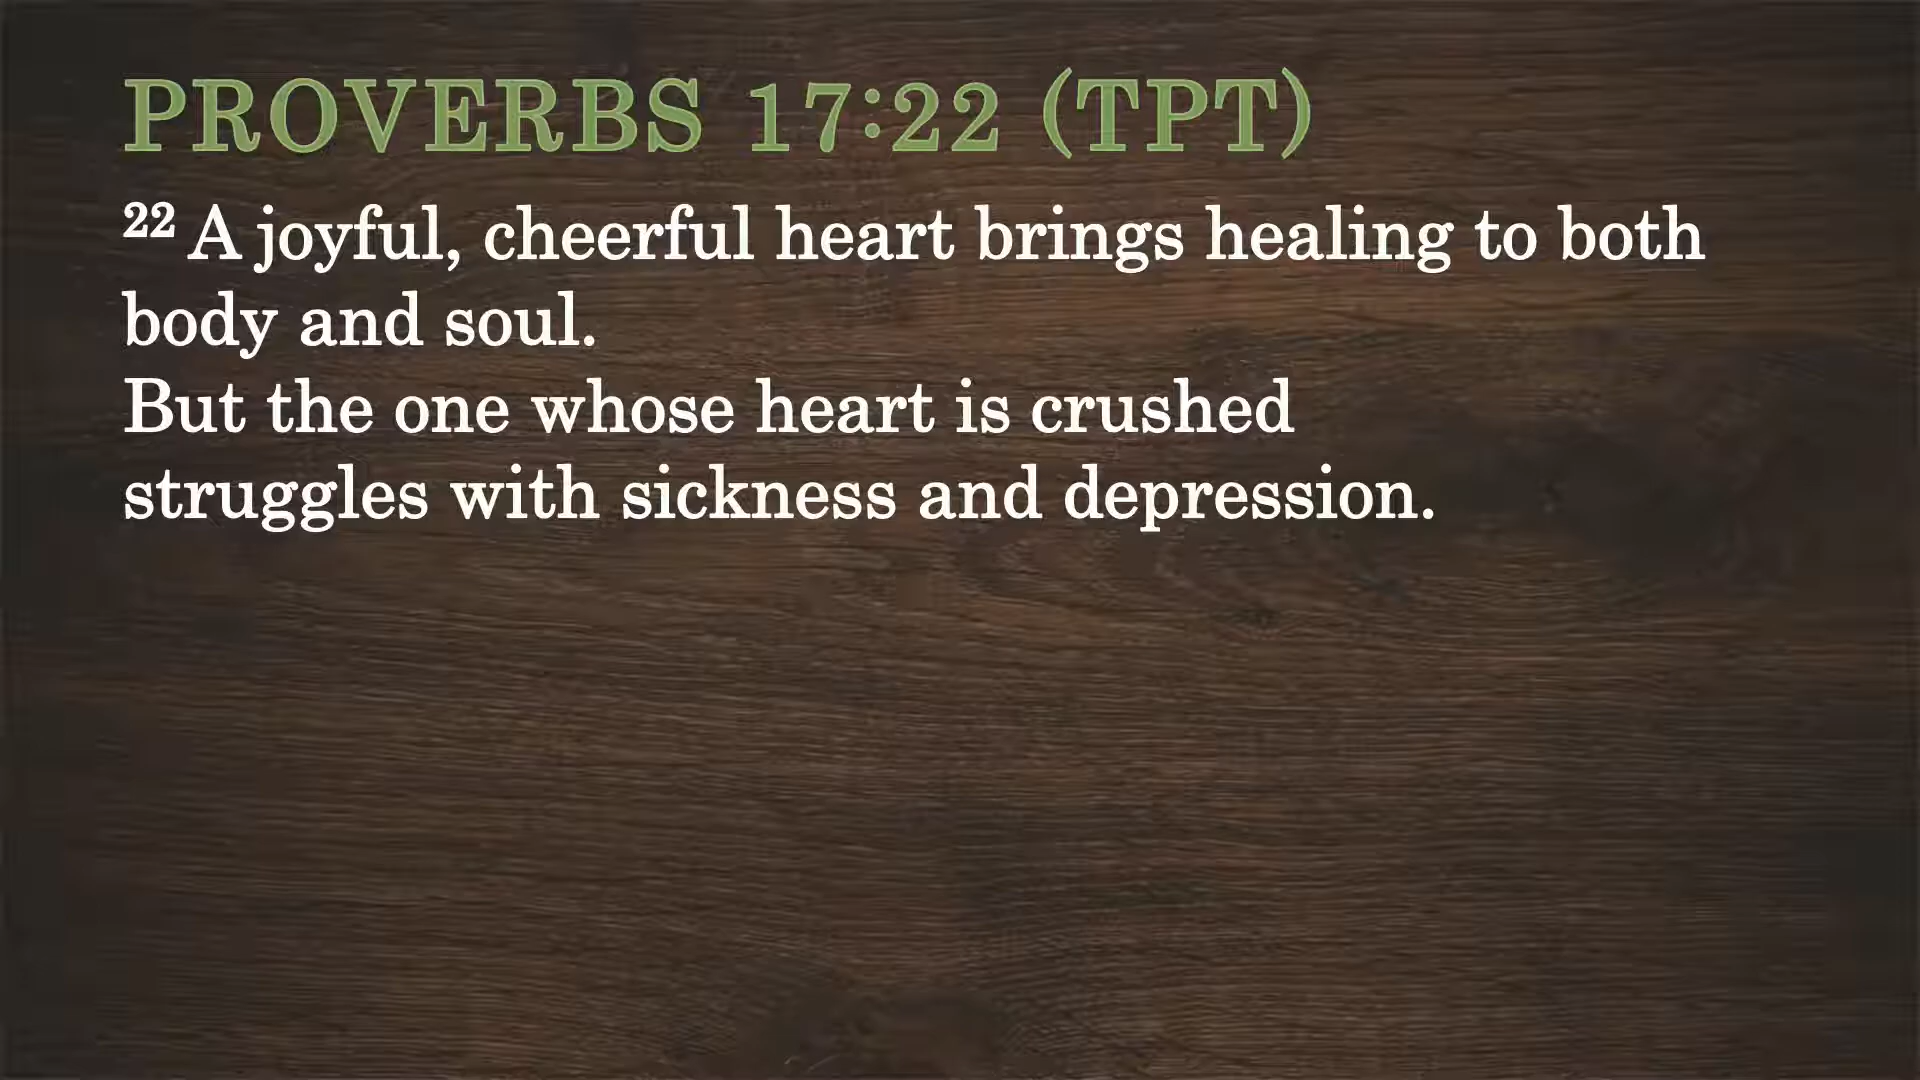 PROVERBS 17:22 (TPT)
22 A joyful, cheerful heart brings healing to both
body and soul.
But the one whose heart is crushed
struggles with sickness and depression.